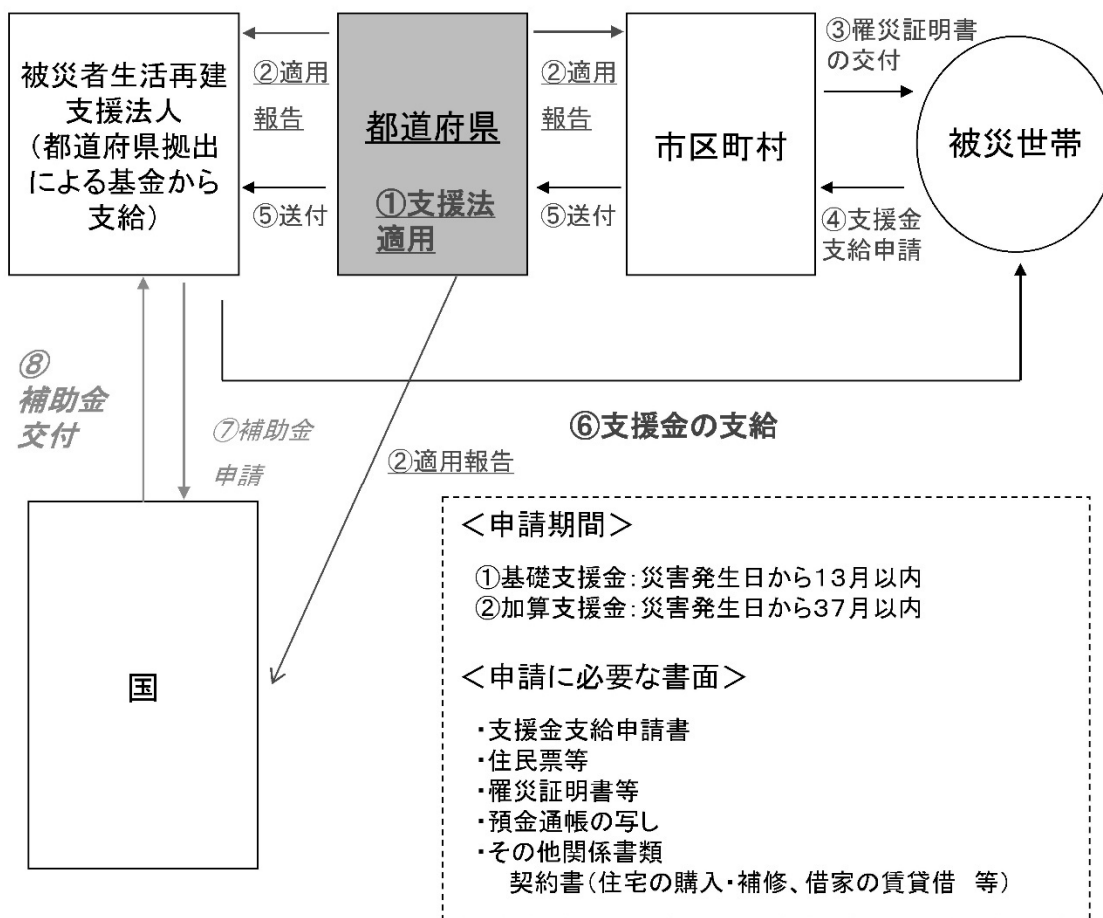 被災者生活再建
支援法人
(都道府県拠出
による基金から
支給)
②適用
報告
⑤送付
都道府県
①支援法
適用
②適用
報告
⑤送付
市区町村
③罹災証明書
の交付
④支援金
支給申請
被災世帯
⑧
補助金
交付
⑦補助金
申請
②適用報告
⑥支援金の支給
国
<申請期間>
①基礎支援金:災害発生日から13月以内
②加算支援金:災害発生日から37月以内
<申請に必要な書面>
・支援金支給申請書
・住民票等
・罹災証明書等
・預金通帳の写し
・その他関係書類
契約書(住宅の購入・補修、借家の賃貸借 等)